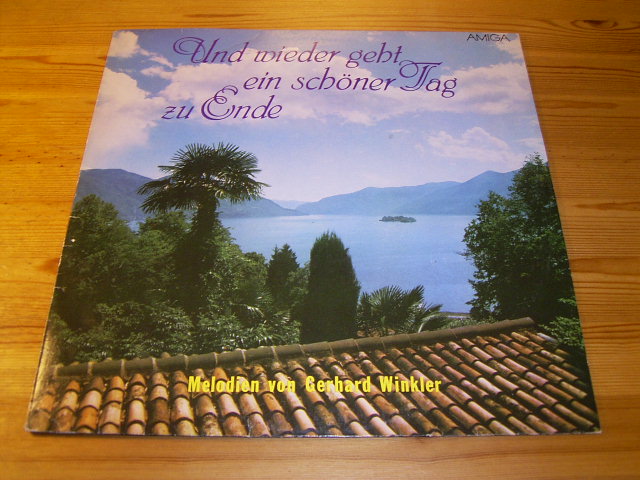 AMIGA
Und wieder geht
ein schöner Tag
zu Ende
Melodien von Gerhard Winkler